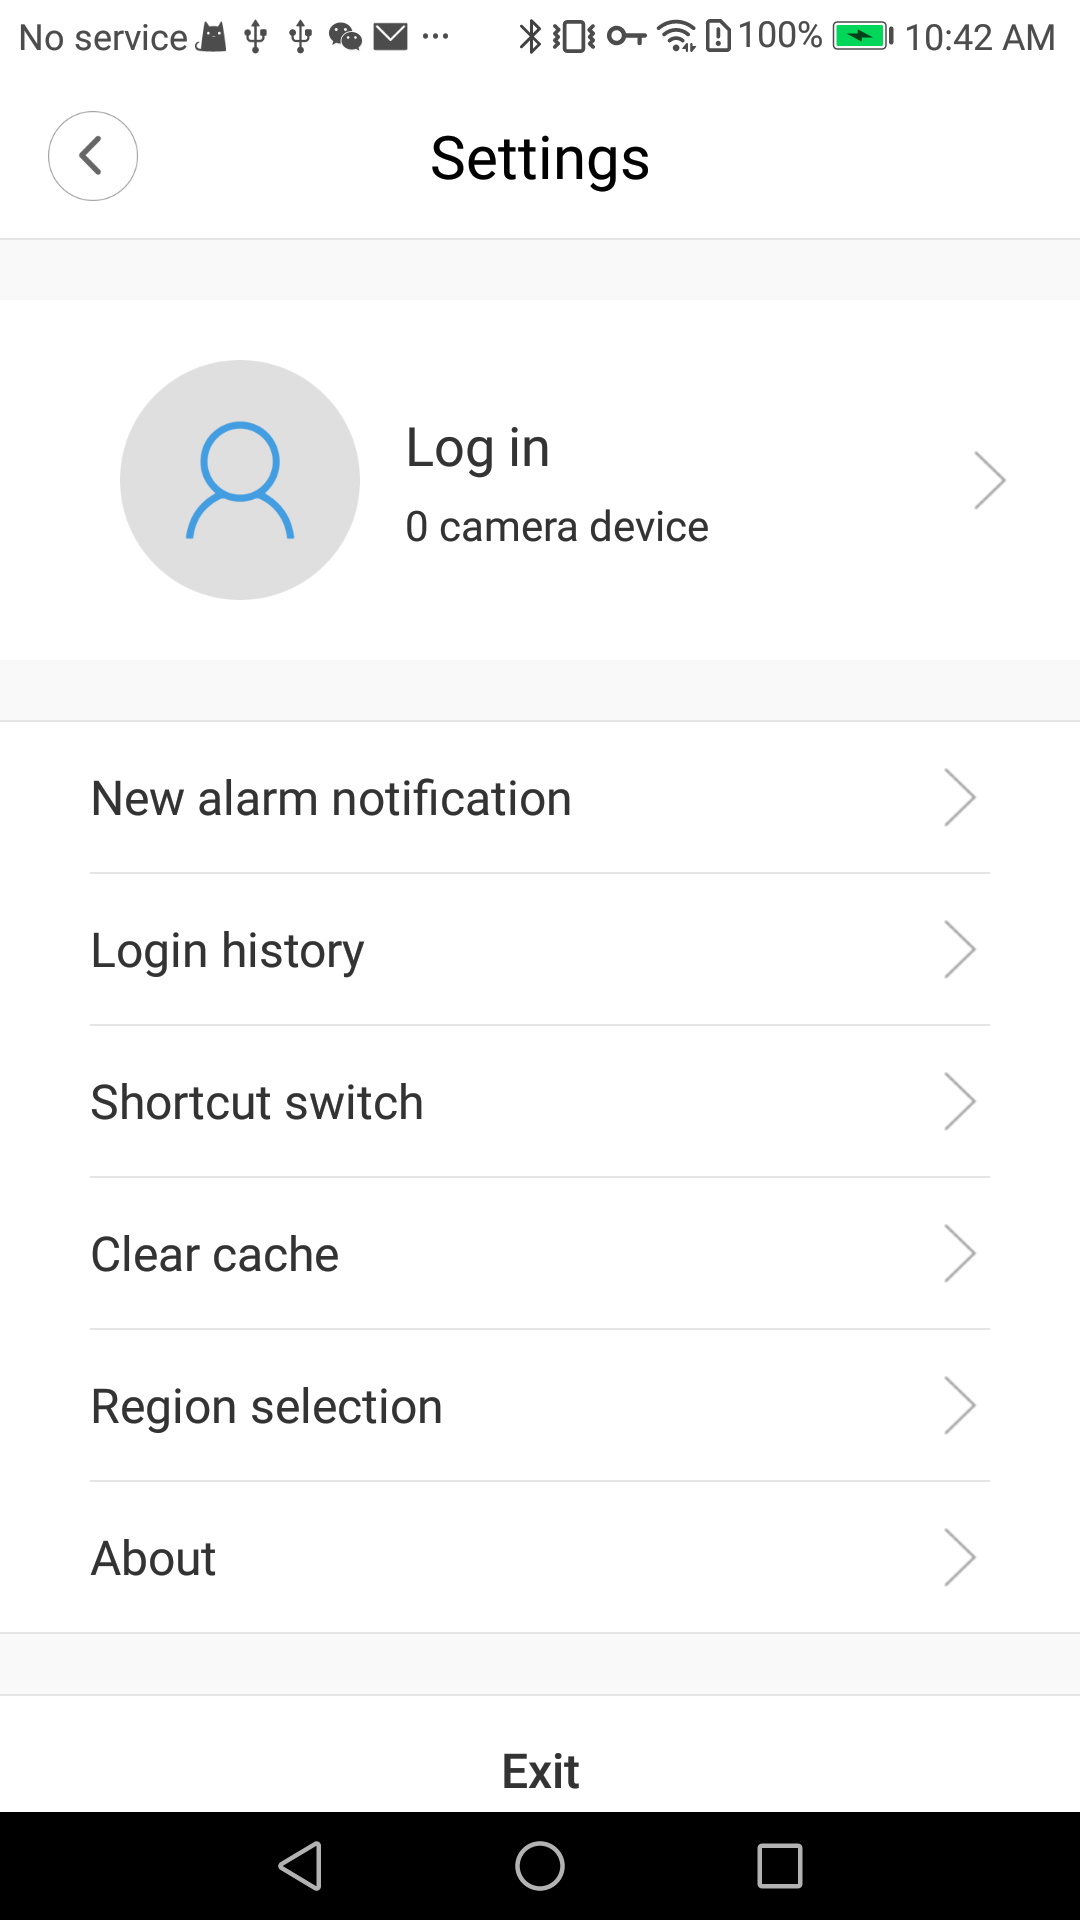 No service 100% 10:42 AM
Settings
Log in
0 camera device
New alarm notification
Login history
Shortcut switch
Clear cache
Region selection
About
Exit